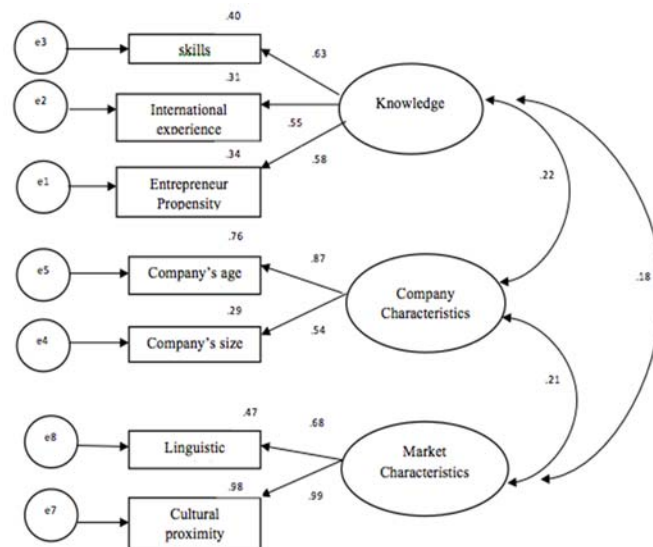 .40
e3
skills
.63
.31
e2
International
experience
Knowledge
.55
.34
.58
e1
Entrepreneur
Propensity
.22
.76
e5
Company's age
.87
Company
Characteristics
.18
.29
e4
Company's size
.54
.21
.47
e8
Linguistic
.68
Market
Characteristics
.98
.99
e7
Cultural
proximity